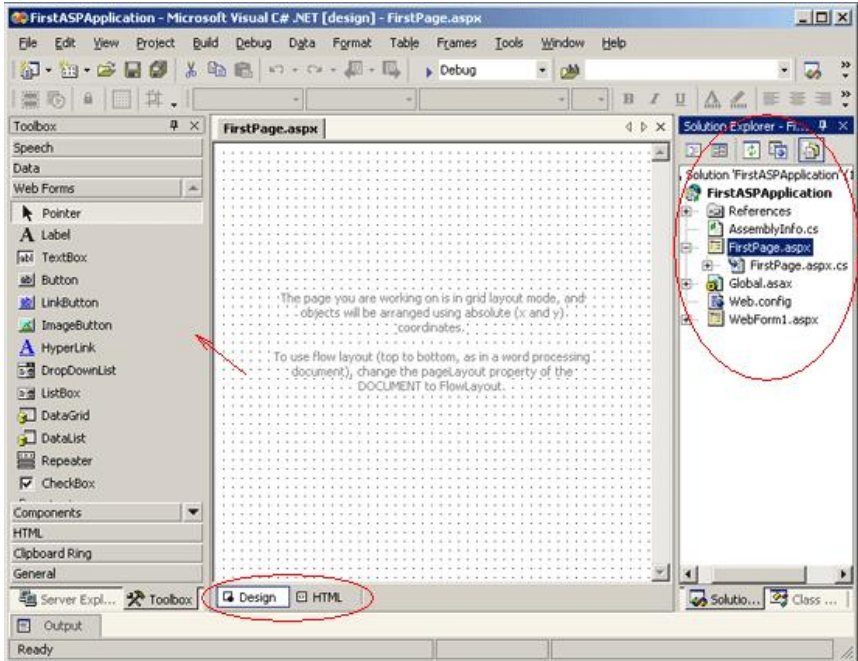 FirstASPApplication - Microsoft Visual C# .NET [design] - FirstPage.aspx
File Edit View Project Build Debug Data Format Table Frames Tools Window Help
Debug
B I U
Toolbox
FirstPage.aspx
Solution Explorer - Fi...
Speech
Data
Web Forms
Pointer
Label
TextBox
Button
LinkButton
ImageButton
HyperLink
DropDownList
ListBox
DataGrid
DataList
Repeater
CheckBox
Components
HTML
Clipboard Ring
General
Server Expl... Toolbox
The page you are working on is in grid layout mode, and
objects will be arranged using absolute (x and y)
coordinates.
To use flow layout (top to bottom, as in a word processing
document), change the pageLayout property of the
DOCUMENT to FlowLayout.
Design HTML
Solution 'FirstASPApplication' (1
FirstASPApplication
References
AssemblyInfo.cs
FirstPage.aspx
FirstPage.aspx.cs
Global.asax
Web.config
WebForm1.aspx
Solutio... Class ...
Output
Ready